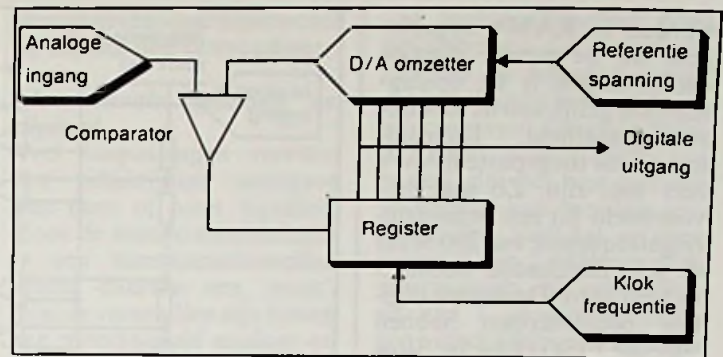 Analoge
ingang
D/A omzetter
Referentie
spanning
Comparator
Digitale
uitgang
Register
Klok
frequentie